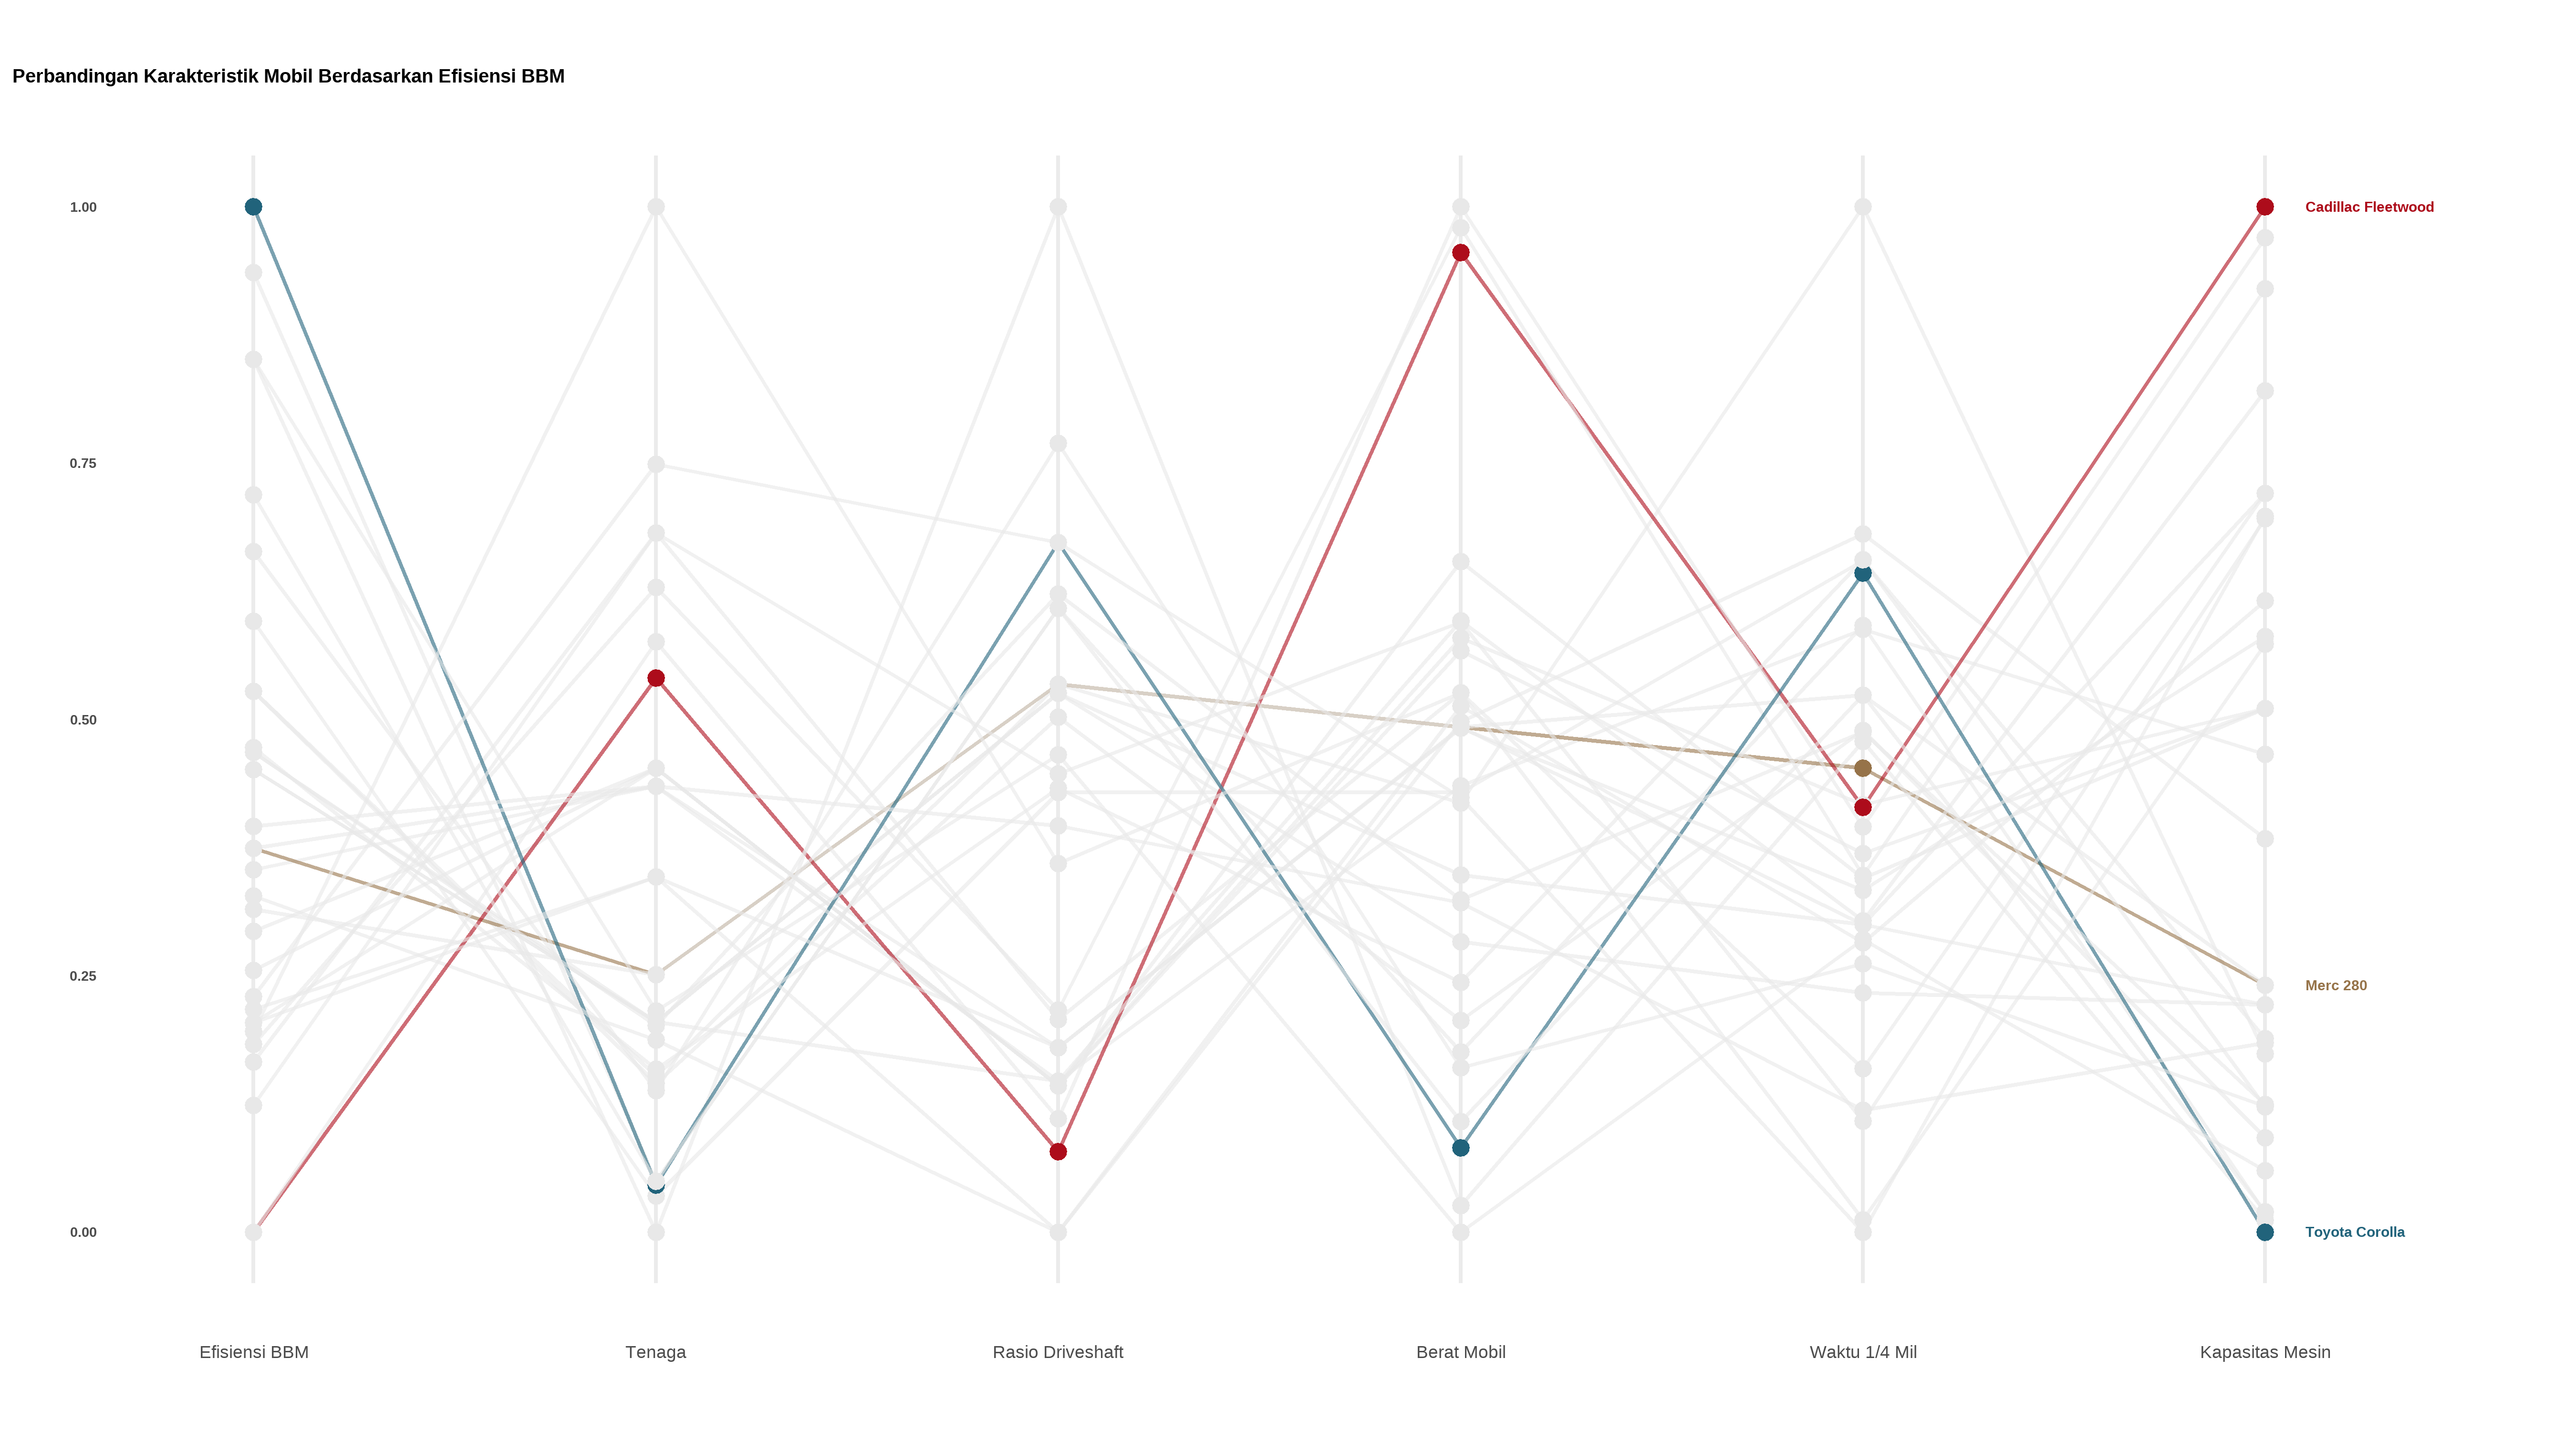 Perbandingan Karakteristik Mobil Berdasarkan Efisiensi BBM
1.00
0.75
0.50
0.25
0.00
Cadillac Fleetwood
Merc 280
Toyota Corolla
Efisiensi BBM
Tenaga
Rasio Driveshaft
Berat Mobil
Waktu 1/4 Mil
Kapasitas Mesin